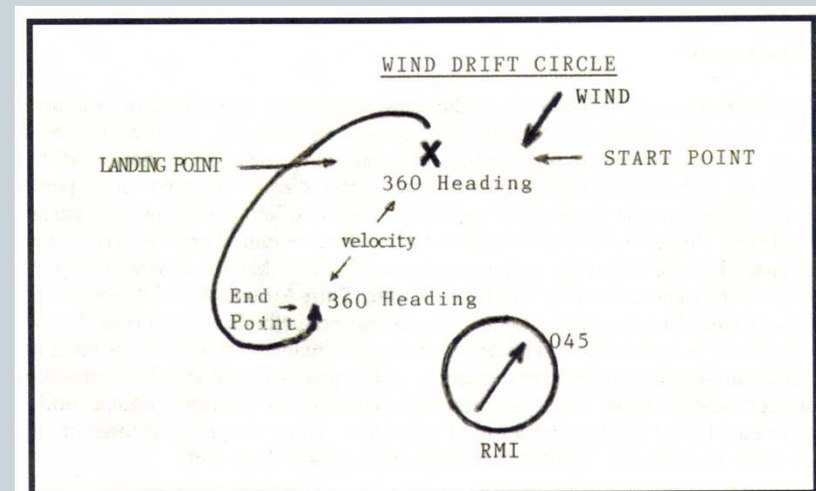 WIND DRIFT CIRCLE
WIND
LANDING POINT
START POINT
X
360 Heading
velocity
End
Point
360 Heading
045
RMI